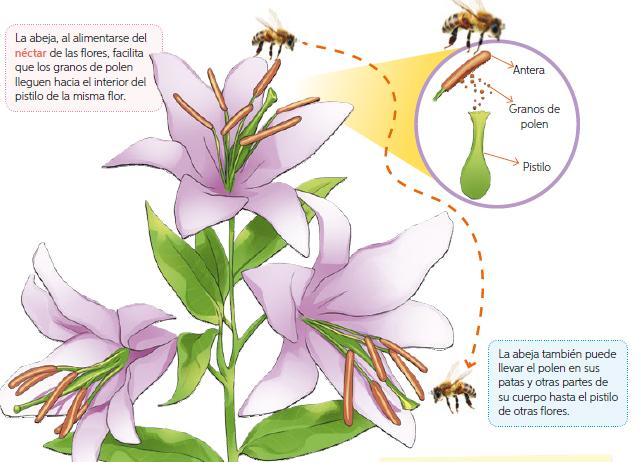 La abeja, al alimentarse del
néctar de las flores, facilita
que los granos de polen
lleguen hacia el interior del
pistilo de la misma flor.
Antera
Granos de
polen
Pistilo
La abeja también puede
llevar el polen en sus
patas y otras partes de
su cuerpo hasta el pistilo
de otras flores.